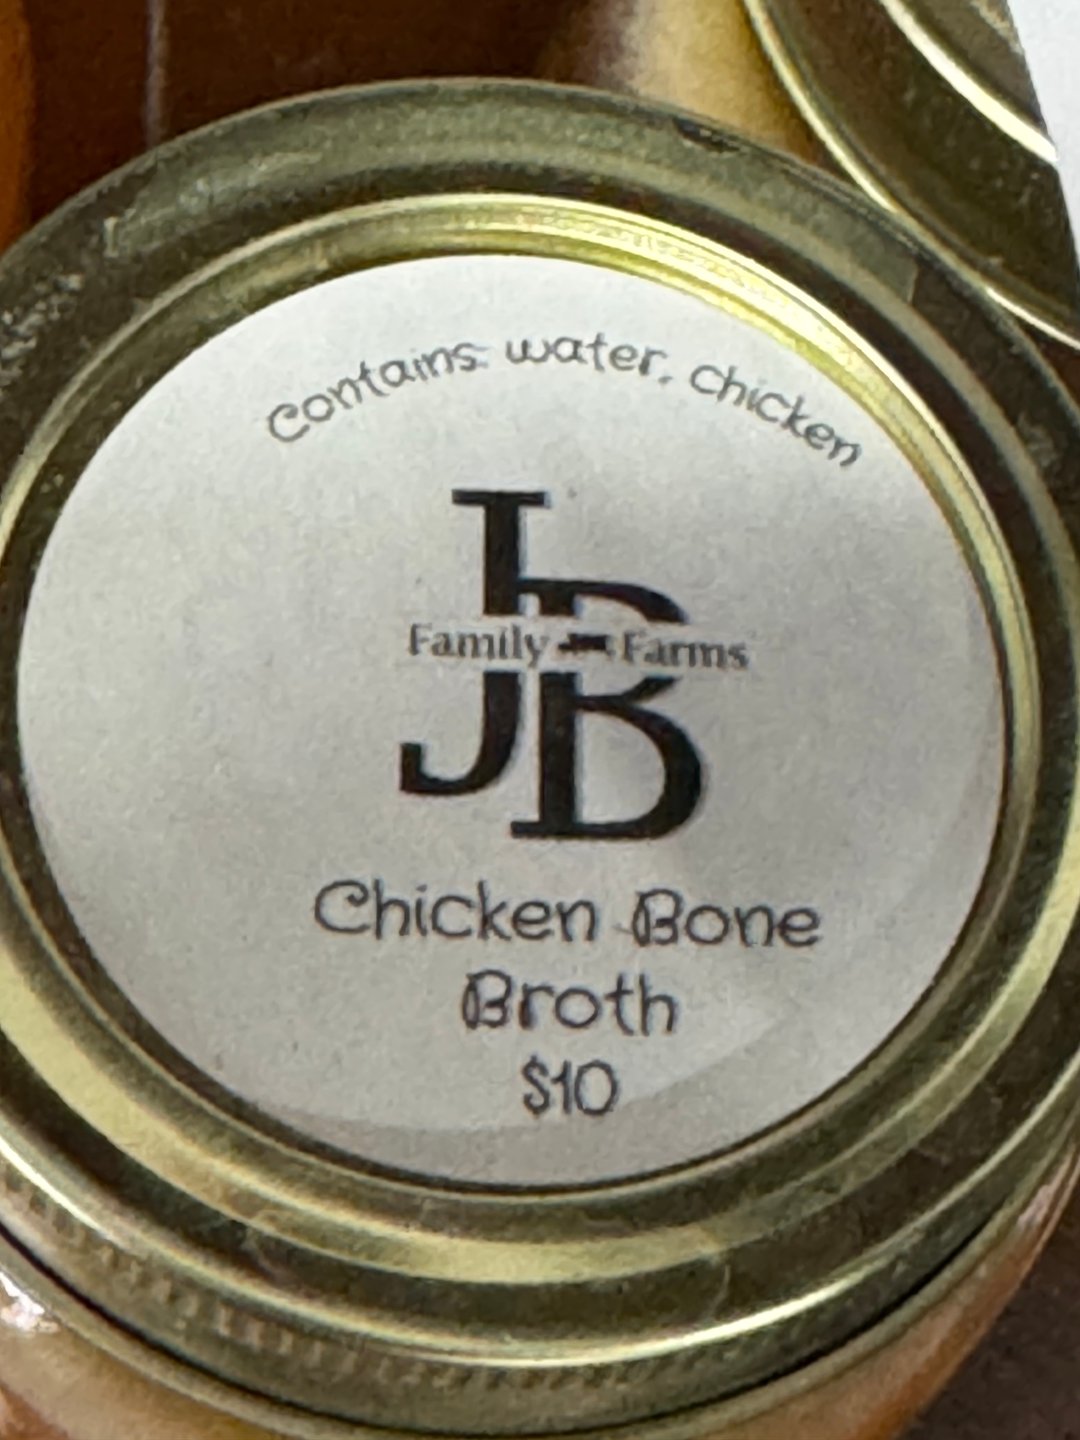 Contains: water, chicken
JB
Family Farms
Chicken Bone
Broth
$10